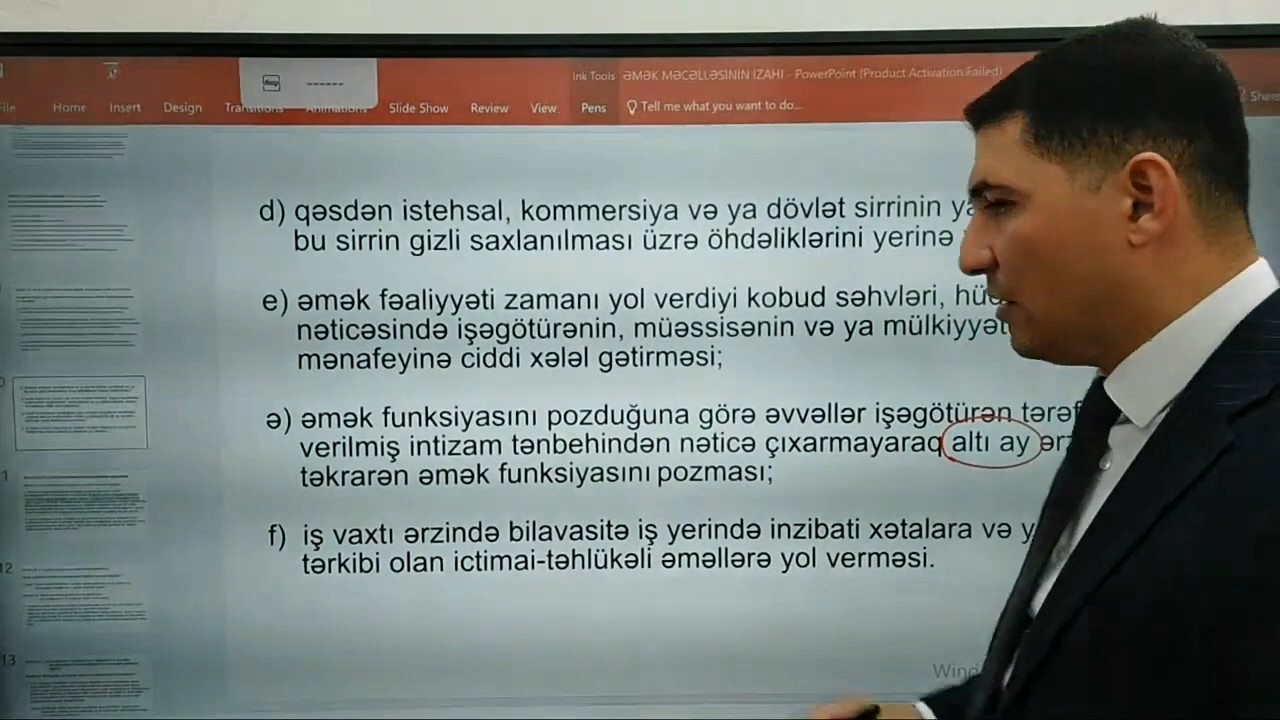 Ink Tools ƏMƏK MƏCƏLLƏSİNİN İZAHI - PowerPoint (Product Activation Failed)
File Home Insert Design Transitions Animations Slide Show Review View Pens Tell me what you want to do... Share
d) qəsdən istehsal, kommersiya və ya dövlət sirrinin
bu sirrin gizli saxlanılması üzrə öhdəliklərini yerinə
e) əmək fəaliyyəti zamanı yol verdiyi kobud səhvləri,
nəticəsində işəgötürənin, müəssisənin və ya
mənafeyinə ciddi xələl gətirməsi;
ə) əmək funksiyasını pozduğuna görə əvvəllər işəgötürən
verilmiş intizam tənbehindən nəticə çıxarmayaraq altı ay
təkrarən əmək funksiyasını pozması;
f) iş vaxtı ərzində bilavasitə iş yerində inzibati xətalara və
tərkibi olan ictimai-təhlükəli əməllərə yol verməsi.
12
13